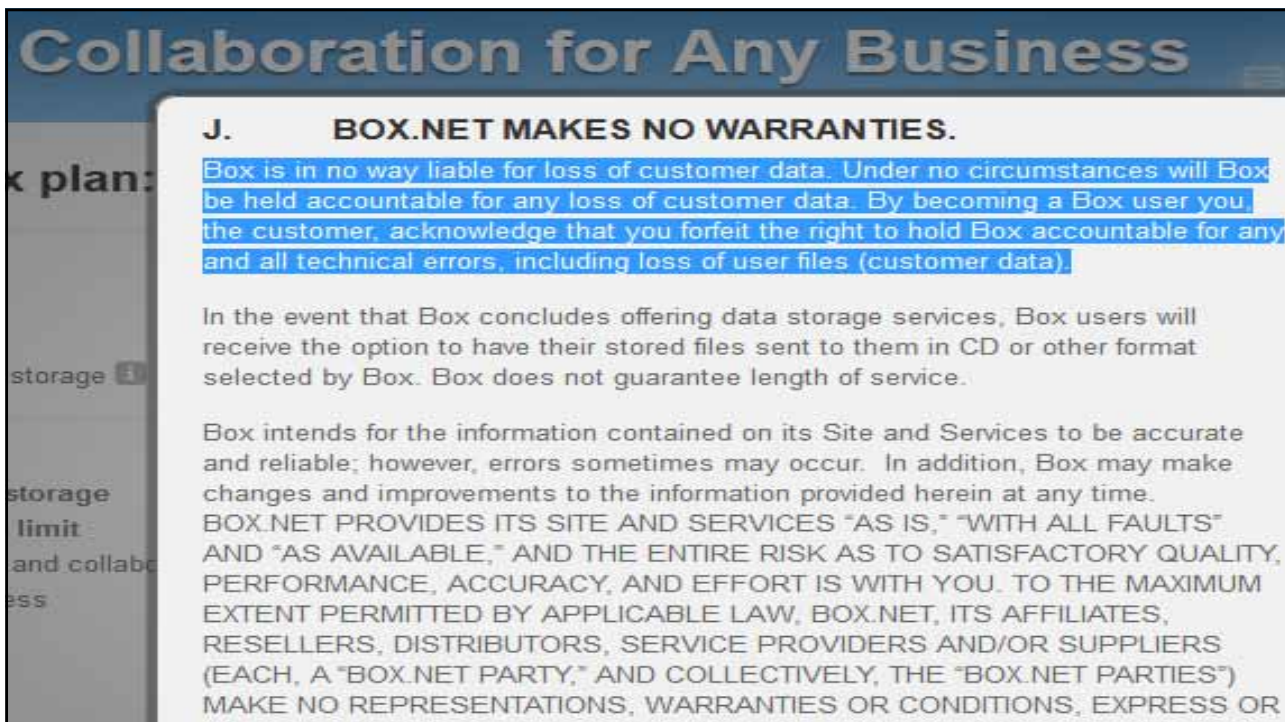 Collaboration for Any Business
J. BOX.NET MAKES NO WARRANTIES.
Box is in no way liable for loss of customer data. Under no circumstances will Box
be held accountable for any loss of customer data. By becoming a Box user you,
the customer, acknowledge that you forfeit the right to hold Box accountable for any
and all technical errors, including loss of user files (customer data).
In the event that Box concludes offering data storage services, Box users will
receive the option to have their stored files sent to them in CD or other format
selected by Box. Box does not guarantee length of service.
Box intends for the information contained on its Site and Services to be accurate
and reliable; however, errors sometimes may occur. In addition, Box may make
changes and improvements to the information provided herein at any time.
BOX.NET PROVIDES ITS SITE AND SERVICES “AS IS,” “WITH ALL FAULTS”
AND “AS AVAILABLE,” AND THE ENTIRE RISK AS TO SATISFACTORY QUALITY,
PERFORMANCE, ACCURACY, AND EFFORT IS WITH YOU. TO THE MAXIMUM
EXTENT PERMITTED BY APPLICABLE LAW, BOX.NET, ITS AFFILIATES,
RESELLERS, DISTRIBUTORS, SERVICE PROVIDERS AND/OR SUPPLIERS
(EACH, A “BOX.NET PARTY,” AND COLLECTIVELY, THE “BOX.NET PARTIES”)
MAKE NO REPRESENTATIONS, WARRANTIES OR CONDITIONS, EXPRESS OR
x plan:
storage
storage
limit
and collabo
ess